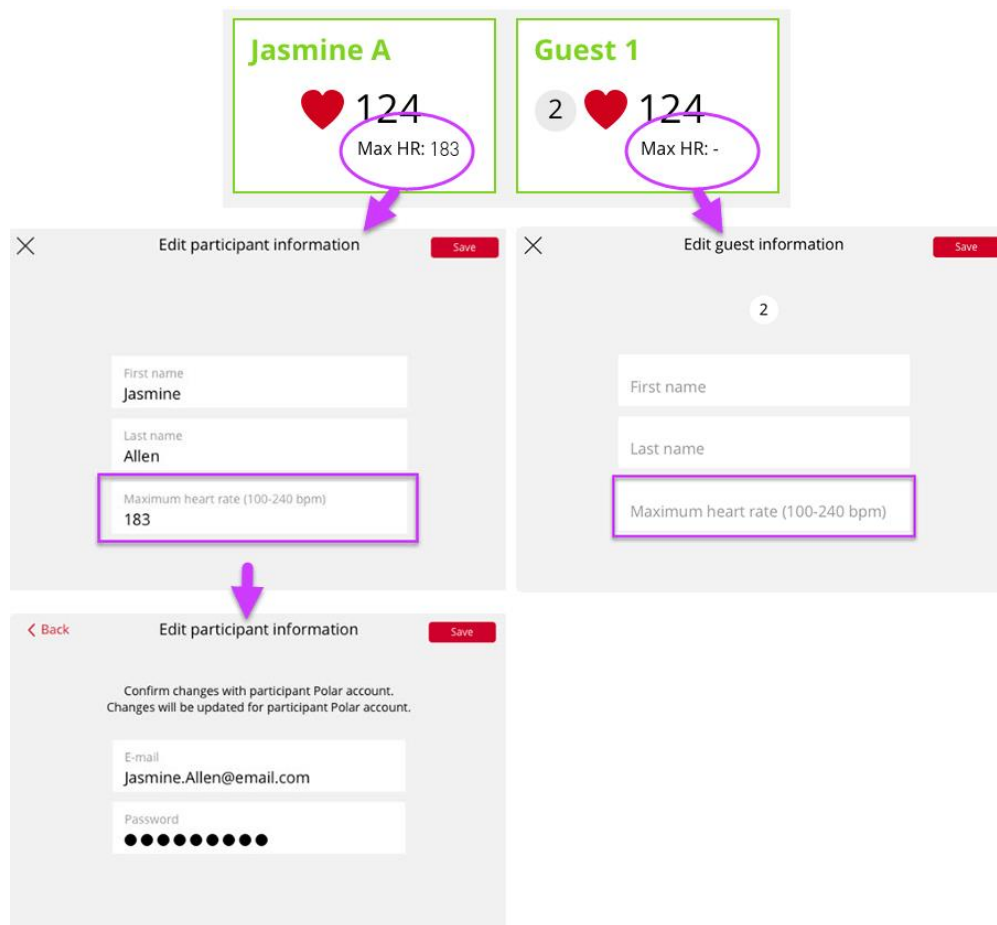 Jasmine A
124
Max HR: 183
Guest 1
2 124
Max HR: -
Edit participant information
Save
First name
Jasmine
Last name
Allen
Maximum heart rate (100-240 bpm)
183
Edit guest information
Save
2
First name
Last name
Maximum heart rate (100-240 bpm)
Back
Edit participant information
Save
Confirm changes with participant Polar account.
Changes will be updated for participant Polar account.
E-mail
Jasmine.Allen@email.com
Password
●●●●●●●●●